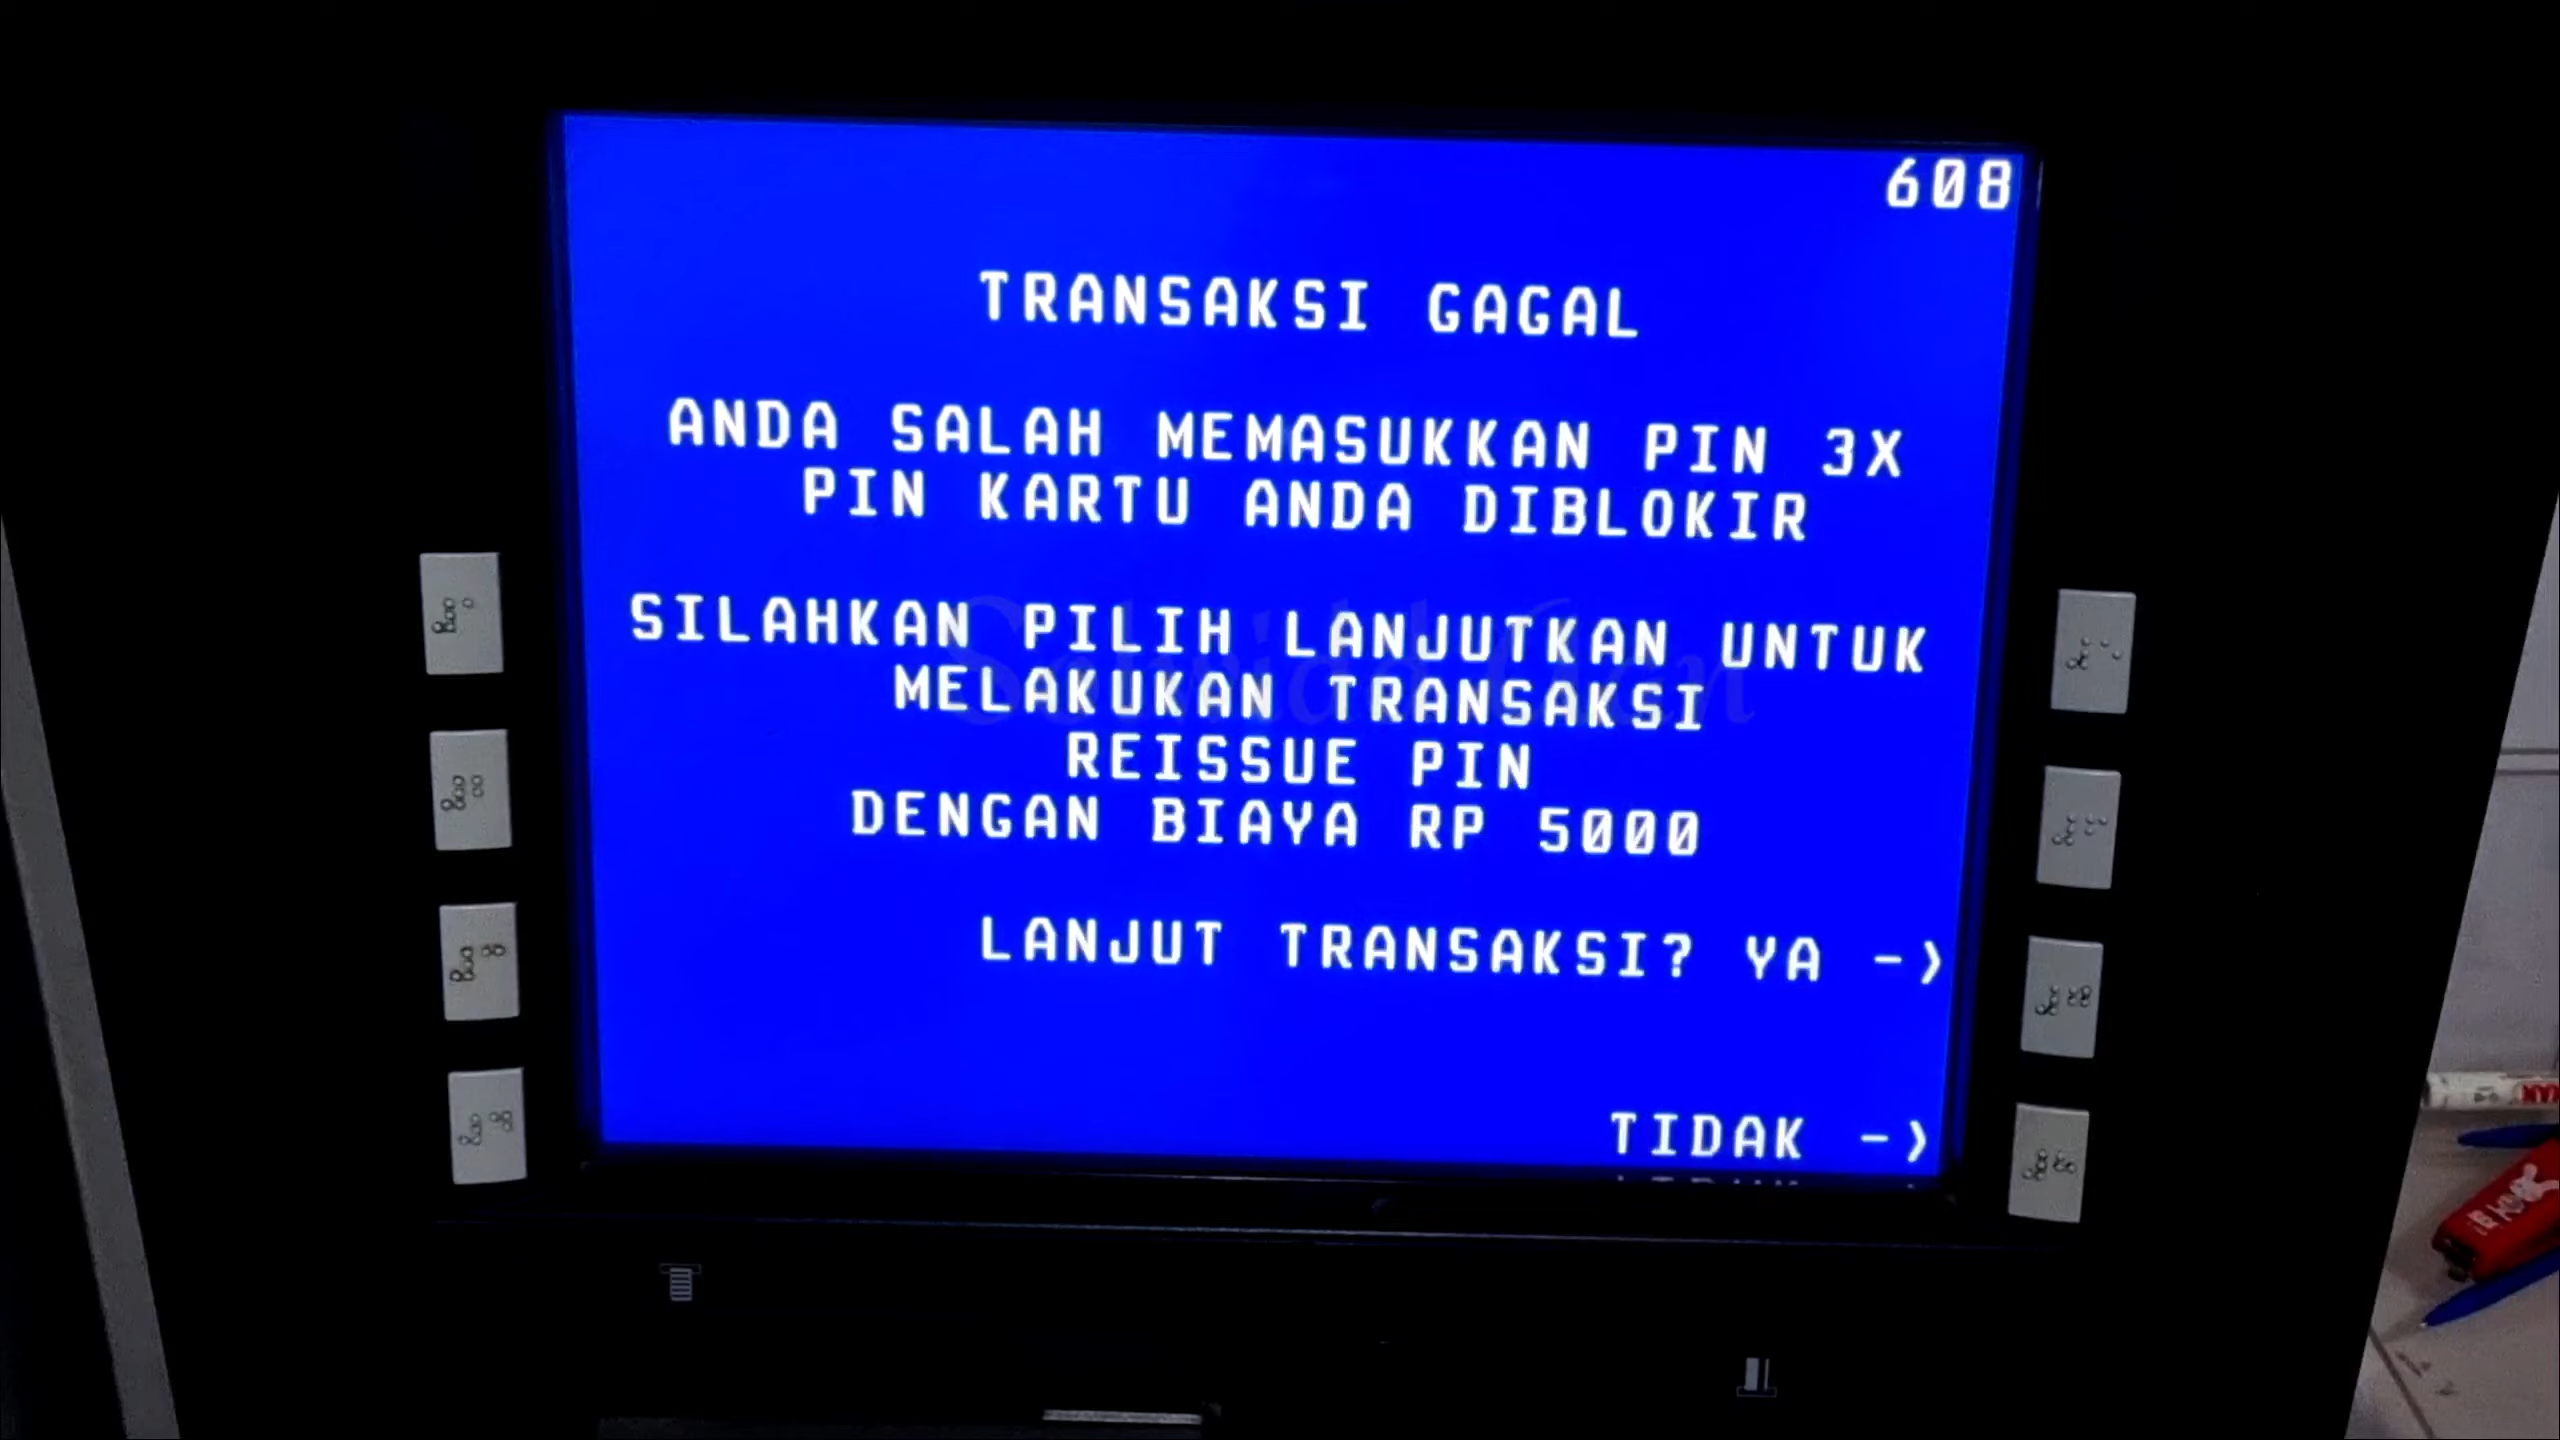 608
TRANSAKSI GAGAL
ANDA SALAH MEMASUKKAN PIN 3X
PIN KARTU ANDA DIBLOKIR
SILAHKAN PILIH LANJUTKAN UNTUK
MELAKUKAN TRANSAKSI
REISSUE PIN
DENGAN BIAYA RP 5000
LANJUT TRANSAKSI? YA ->
TIDAK ->